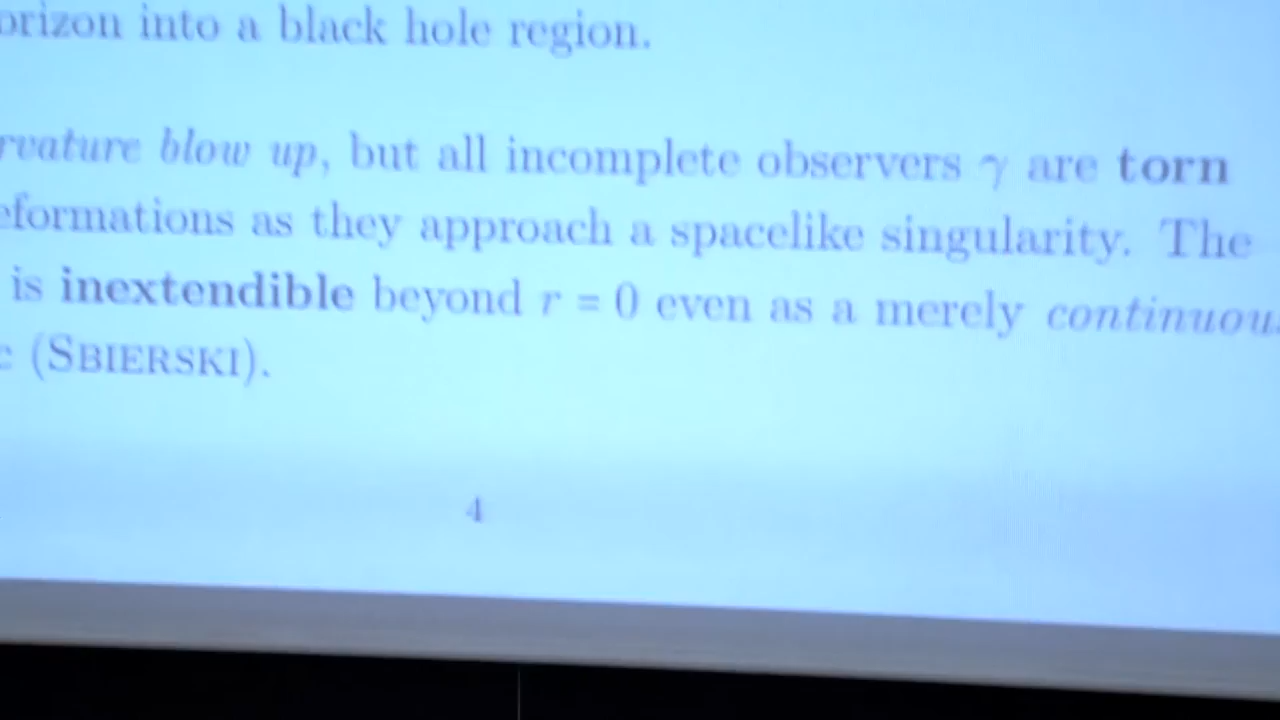 orizon into a black hole region.
rvature blow up, but all incomplete observers γ are torn
eformations as they approach a spacelike singularity. The
is inextendible beyond r = 0 even as a merely continuou
(SBIERSKI).
4